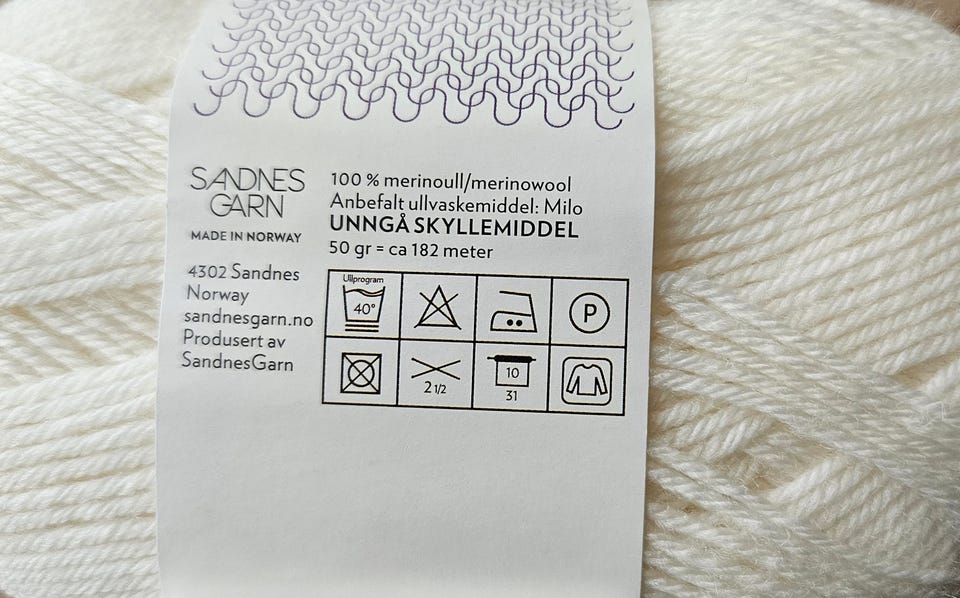 SANDNES
GARN
MADE IN NORWAY
4302 Sandnes
Norway
sandnesgarn.no
Produsert av
SandnesGarn
100 % merinoull/merinowool
Anbefalt ullvaskemiddel: Milo
UNNGÅ SKYLLEMIDDEL
50 gr = ca 182 meter
Ullprogram
40°
P
2 1/2
10
31